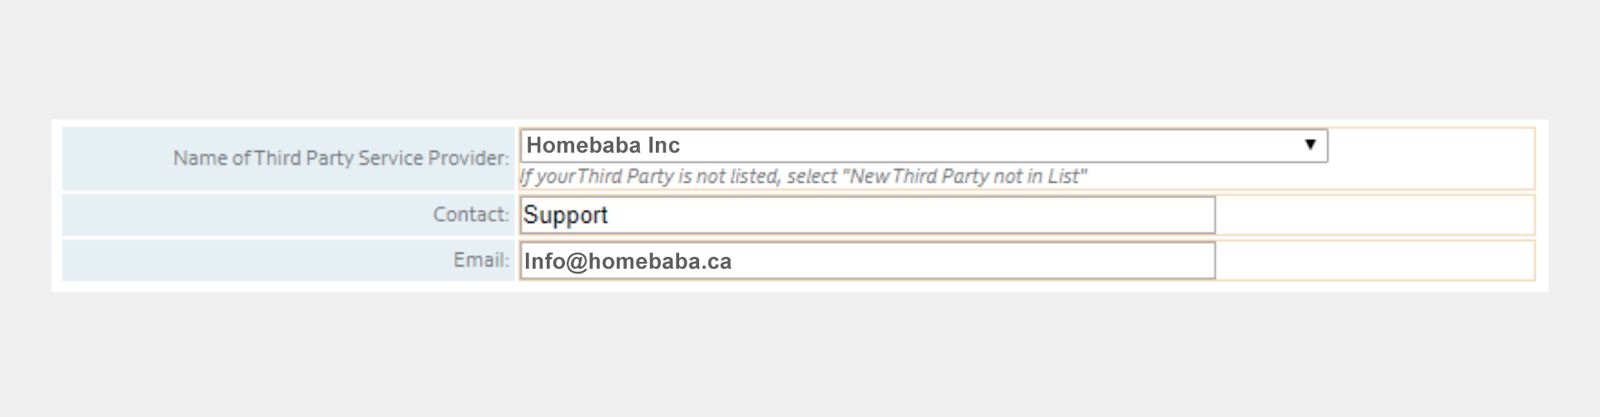 Name of Third Party Service Provider: Homebaba Inc ▼
If your Third Party is not listed, select "New Third Party not in List"
Contact: Support
Email: Info@homebaba.ca